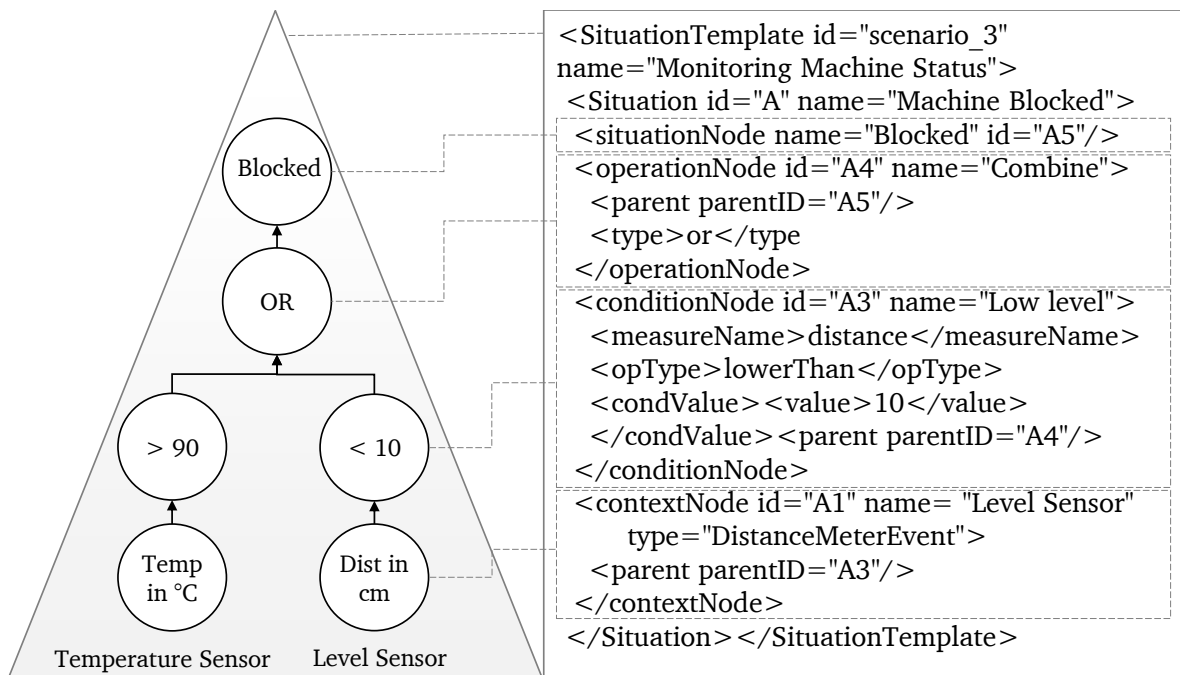 Blocked
OR
> 90
< 10
Temp
in °C
Dist in
cm
Temperature Sensor
Level Sensor
<SituationTemplate id="scenario_3"
name="Monitoring Machine Status">
<Situation id="A" name="Machine Blocked">
<situationNode name="Blocked" id="A5"/>
<operationNode id="A4" name="Combine">
<parent parentID="A5"/>
<type>or</type
</operationNode>
<conditionNode id="A3" name="Low level">
<measureName>distance</measureName>
<opType>lowerThan</opType>
<condValue><value>10</value>
</condValue><parent parentID="A4"/>
</conditionNode>
<contextNode id="A1" name= "Level Sensor"
type="DistanceMeterEvent">
<parent parentID="A3"/>
</contextNode>
</Situation></SituationTemplate>